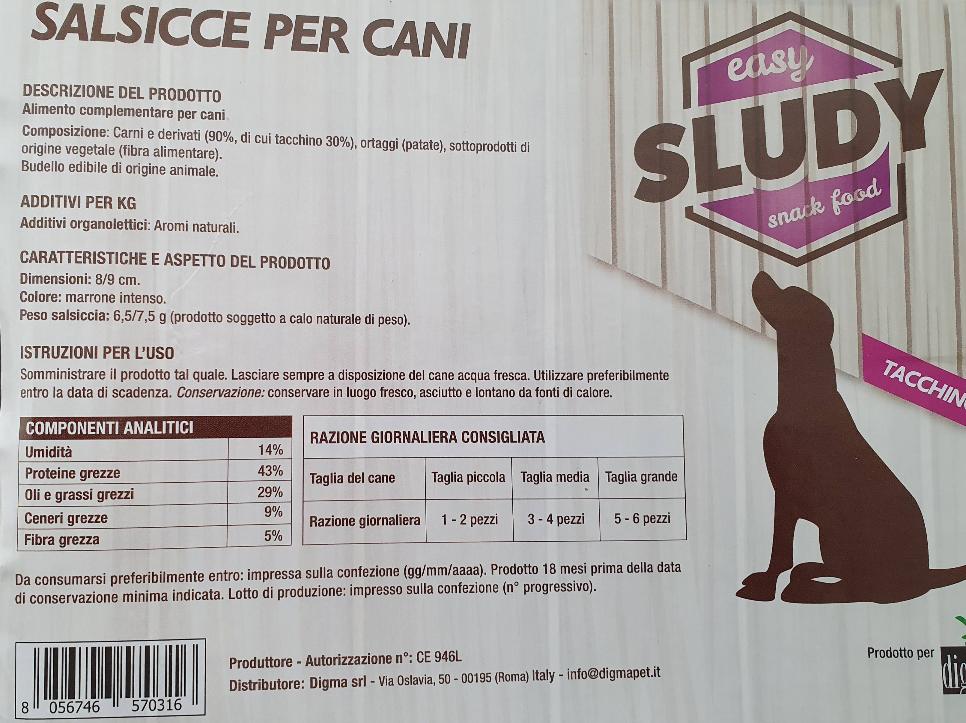 SALSICCE PER CANI
easy
SLUDY
snack food
DESCRIZIONE DEL PRODOTTO
Alimento complementare per cani
Composizione: Carni e derivati (90%, di cui tacchino 30%), ortaggi (patate), sottoprodotti di
origine vegetale (fibra alimentare).
Budello edibile di origine animale.
ADDITIVI PER KG
Additivi organolettici: Aromi naturali.
CARATTERISTICHE E ASPETTO DEL PRODOTTO
Dimensioni: 8/9 cm.
Colore: marrone intenso.
Peso salsiccia: 6,5/7,5 g (prodotto soggetto a calo naturale di peso).
ISTRUZIONI PER L'USO
Somministrare il prodotto tal quale. Lasciare sempre a disposizione del cane acqua fresca. Utilizzare preferibilmente
entro la data di scadenza. Conservazione: conservare in luogo fresco, asciutto e lontano da fonti di calore.
TACCHINO
COMPONENTI ANALITICI
Umidità 14%
Proteine grezze 43%
Oli e grassi grezzi 29%
Ceneri grezze 9%
Fibra grezza 5%
RAZIONE GIORNALIERA CONSIGLIATA
Taglia del cane Taglia piccola Taglia media Taglia grande
Razione giornaliera 1 - 2 pezzi 3 - 4 pezzi 5 - 6 pezzi
Da consumarsi preferibilmente entro: impressa sulla confezione (gg/mm/aaaa). Prodotto 18 mesi prima della data
di conservazione minima indicata. Lotto di produzione: impresso sulla confezione (n° progressivo).
8 056746 570316
Produttore - Autorizzazione n°: CE 946L
Distributore: Digma srl - Via Oslavia, 50 - 00195 (Roma) Italy - info@digmapet.it
Prodotto per
dig